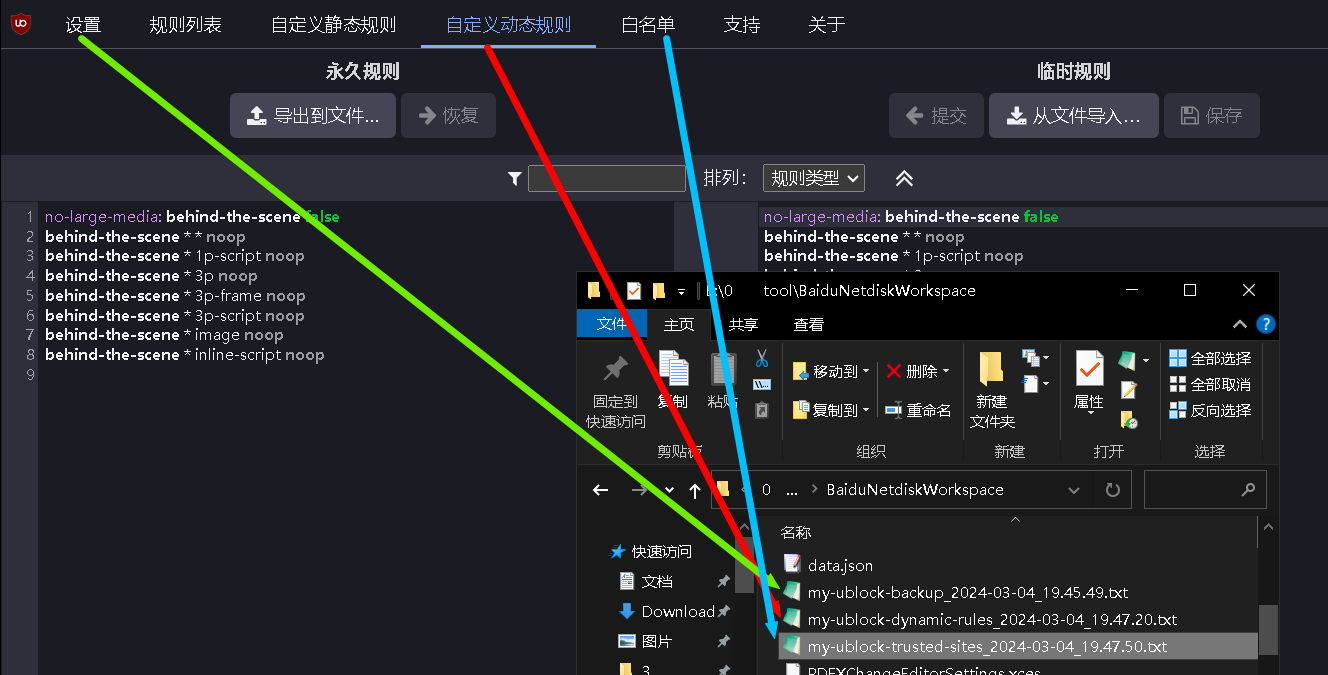 设置 规则列表 自定义静态规则 自定义动态规则 白名单 支持 关于
永久规则 临时规则
导出到文件... 恢复 提交 从文件导入... 保存
排列： 规则类型
1 no-large-media: behind-the-scene false
2 behind-the-scene * * noop
3 behind-the-scene * 1p-script noop
4 behind-the-scene * 3p noop
5 behind-the-scene * 3p-frame noop
6 behind-the-scene * 3p-script noop
7 behind-the-scene * image noop
8 behind-the-scene * inline-script noop
9
no-large-media: behind-the-scene false
behind-the-scene * * noop
behind-the-scene * 1p-script noop
tool\BaiduNetdiskWorkspace
文件 主页 共享 查看
固定到
快速访问
复制 粘贴
移动到 删除
复制到 重命名
新建
文件夹
属性
全部选择
全部取消
反向选择
剪贴板 组织 新建 打开 选择
0 ... BaiduNetdiskWorkspace
名称
快速访问
文档
Download
图片
3
data.json
my-ublock-backup_2024-03-04_19.45.49.txt
my-ublock-dynamic-rules_2024-03-04_19.47.20.txt
my-ublock-trusted-sites_2024-03-04_19.47.50.txt
PDFXChangeEditorSettings.xces